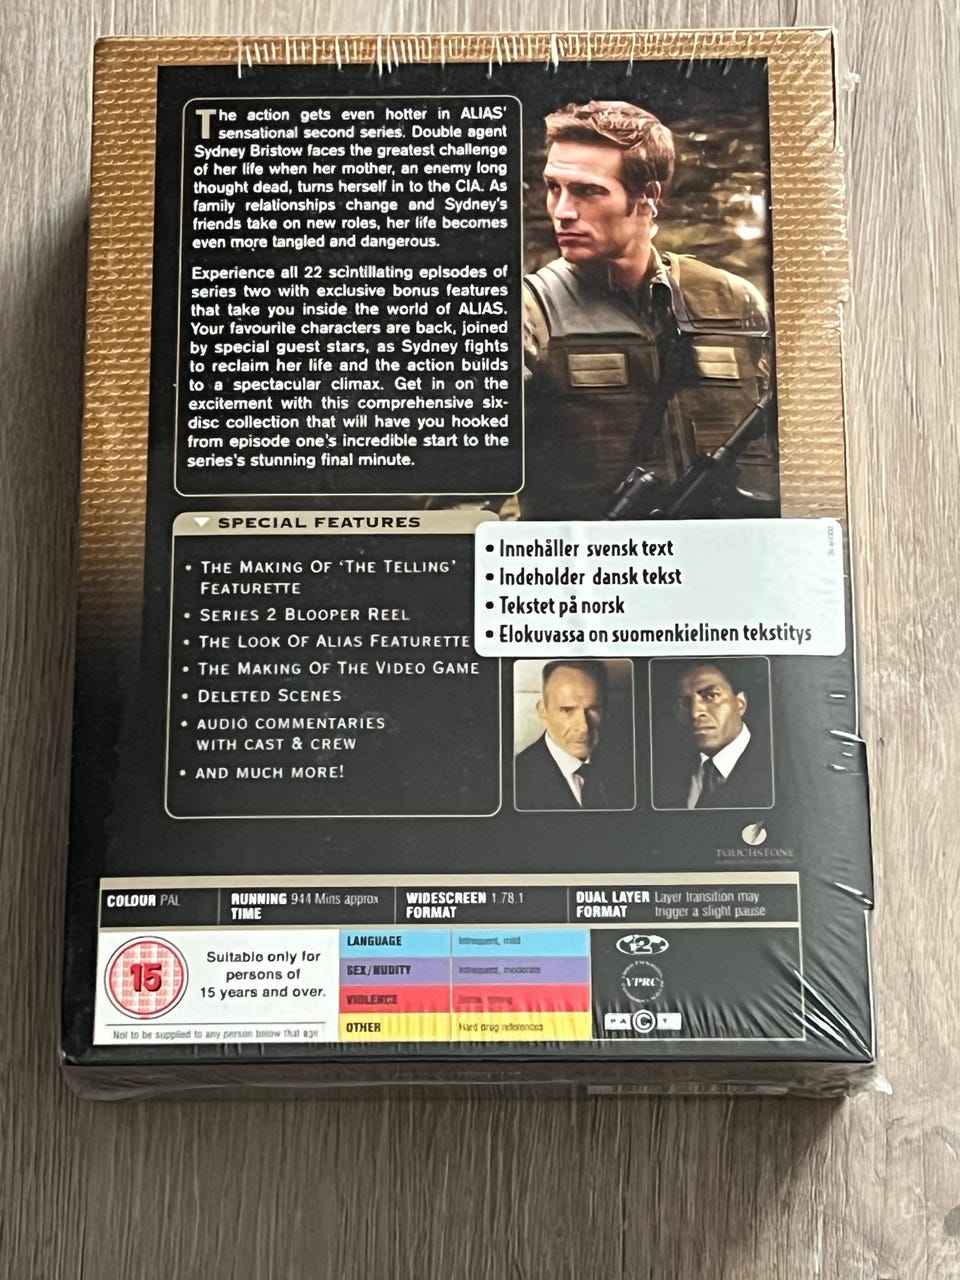 The action gets even hotter in ALIAS'
sensational second series. Double agent
Sydney Bristow faces the greatest challenge
of her life when her mother, an enemy long
thought dead, turns herself in to the CIA. As
family relationships change and Sydney's
friends take on new roles, her life becomes
even more tangled and dangerous.
Experience all 22 scintillating episodes of
series two with exclusive bonus features
that take you inside the world of ALIAS.
Your favourite characters are back, joined
by special guest stars, as Sydney fights
to reclaim her life and the action builds
to a spectacular climax. Get in on the
excitement with this comprehensive six-
disc collection that will have you hooked
from episode one's incredible start to the
series's stunning final minute.
SPECIAL FEATURES
• THE MAKING OF 'THE TELLING'
FEATURETTE
• SERIES 2 BLOOPER REEL
• THE LOOK OF ALIAS FEATURETTE
• THE MAKING OF THE VIDEO GAME
• DELETED SCENES
• AUDIO COMMENTARIES
WITH CAST & CREW
• AND MUCH MORE!
• Innehåller svensk text
• Indeholder dansk tekst
• Tekstet på norsk
• Elokuvassa on suomenkielinen tekstitys
TOUCHSTONE
COLOUR PAL
RUNNING TIME 944 Mins approx
WIDESCREEN FORMAT 1.78.1
DUAL LAYER FORMAT Layer transition may
trigger a slight pause
15
Suitable only for
persons of
15 years and over.
Not to be supplied to any person below that age
LANGUAGE Infrequent, mild
SEX/NUDITY Infrequent, moderate
VIOLENCE Some, strong
OTHER Hard drug references
2
VPRC
PACT